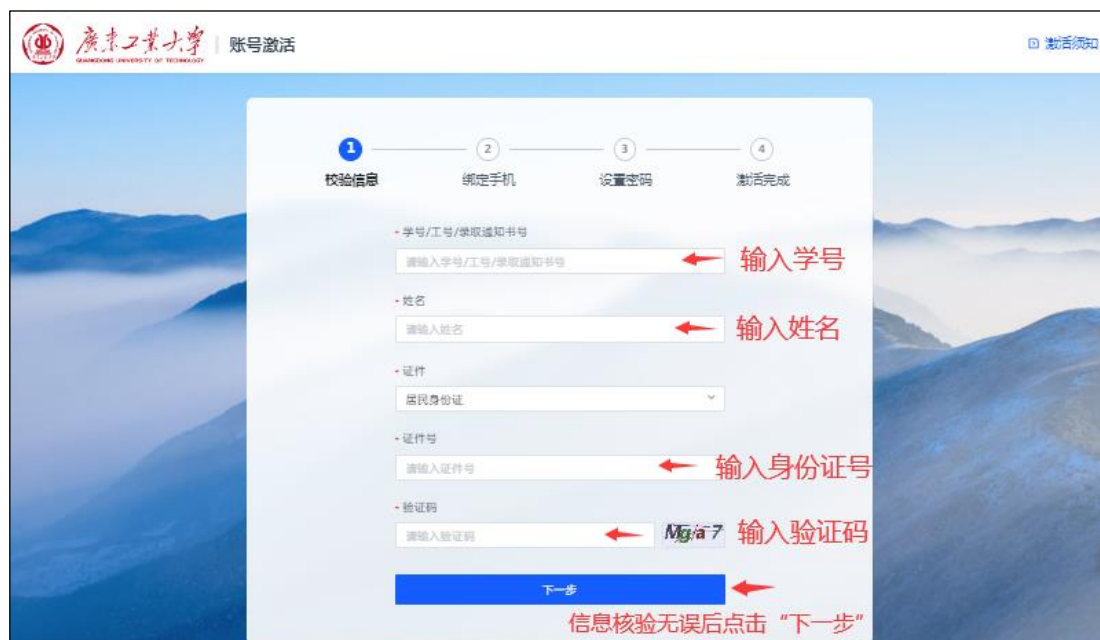 廣東工業大學 账号激活 激活须知
GUANGDONG UNIVERSITY OF TECHNOLOGY
1 2 3 4
校验信息 绑定手机 设置密码 激活完成
* 学号/工号/录取通知书号
请输入学号/工号/录取通知书号 输入学号
* 姓名
请输入姓名 输入姓名
* 证件
居民身份证
* 证件号
请输入证件号 输入身份证号
* 验证码
请输入验证码 Mga7 输入验证码
下一步
信息核验无误后点击“下一步”